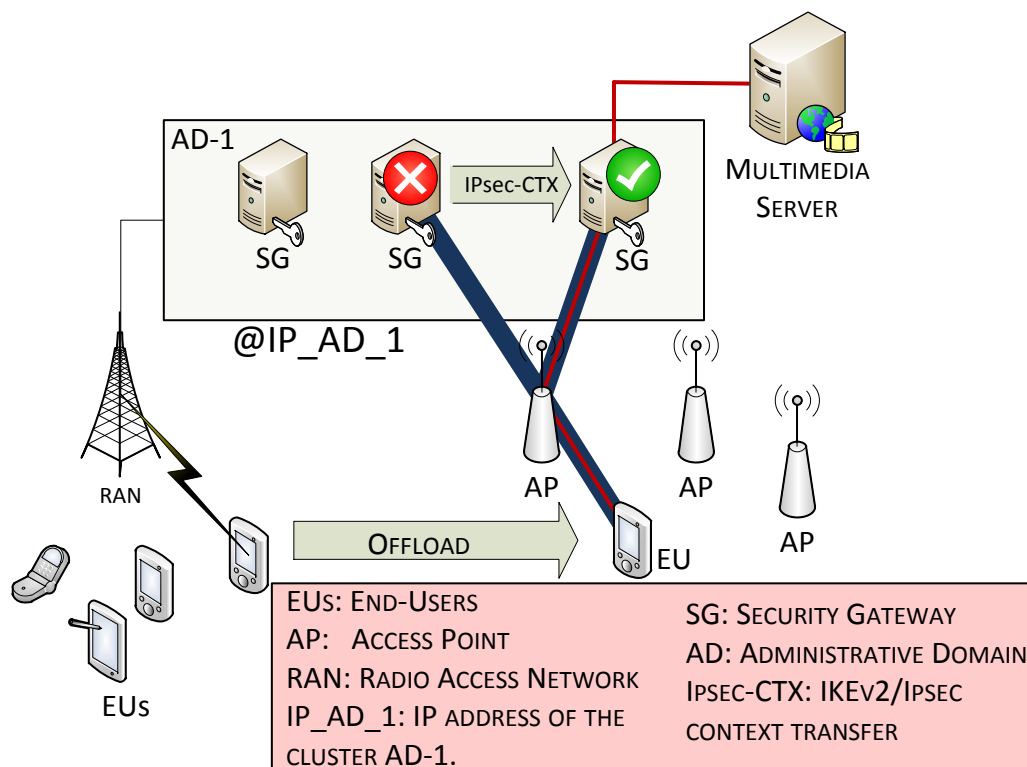 AD-1
IPsec-CTX
SG
SG
SG
MULTIMEDIA
SERVER
@IP_AD_1
RAN
AP
AP
AP
OFFLOAD
EU
EUs
EUs: END-USERS
AP: ACCESS POINT
RAN: RADIO ACCESS NETWORK
IP_AD_1: IP ADDRESS OF THE
CLUSTER AD-1.
SG: SECURITY GATEWAY
AD: ADMINISTRATIVE DOMAIN
IPSEC-CTX: IKEV2/IPSEC
CONTEXT TRANSFER